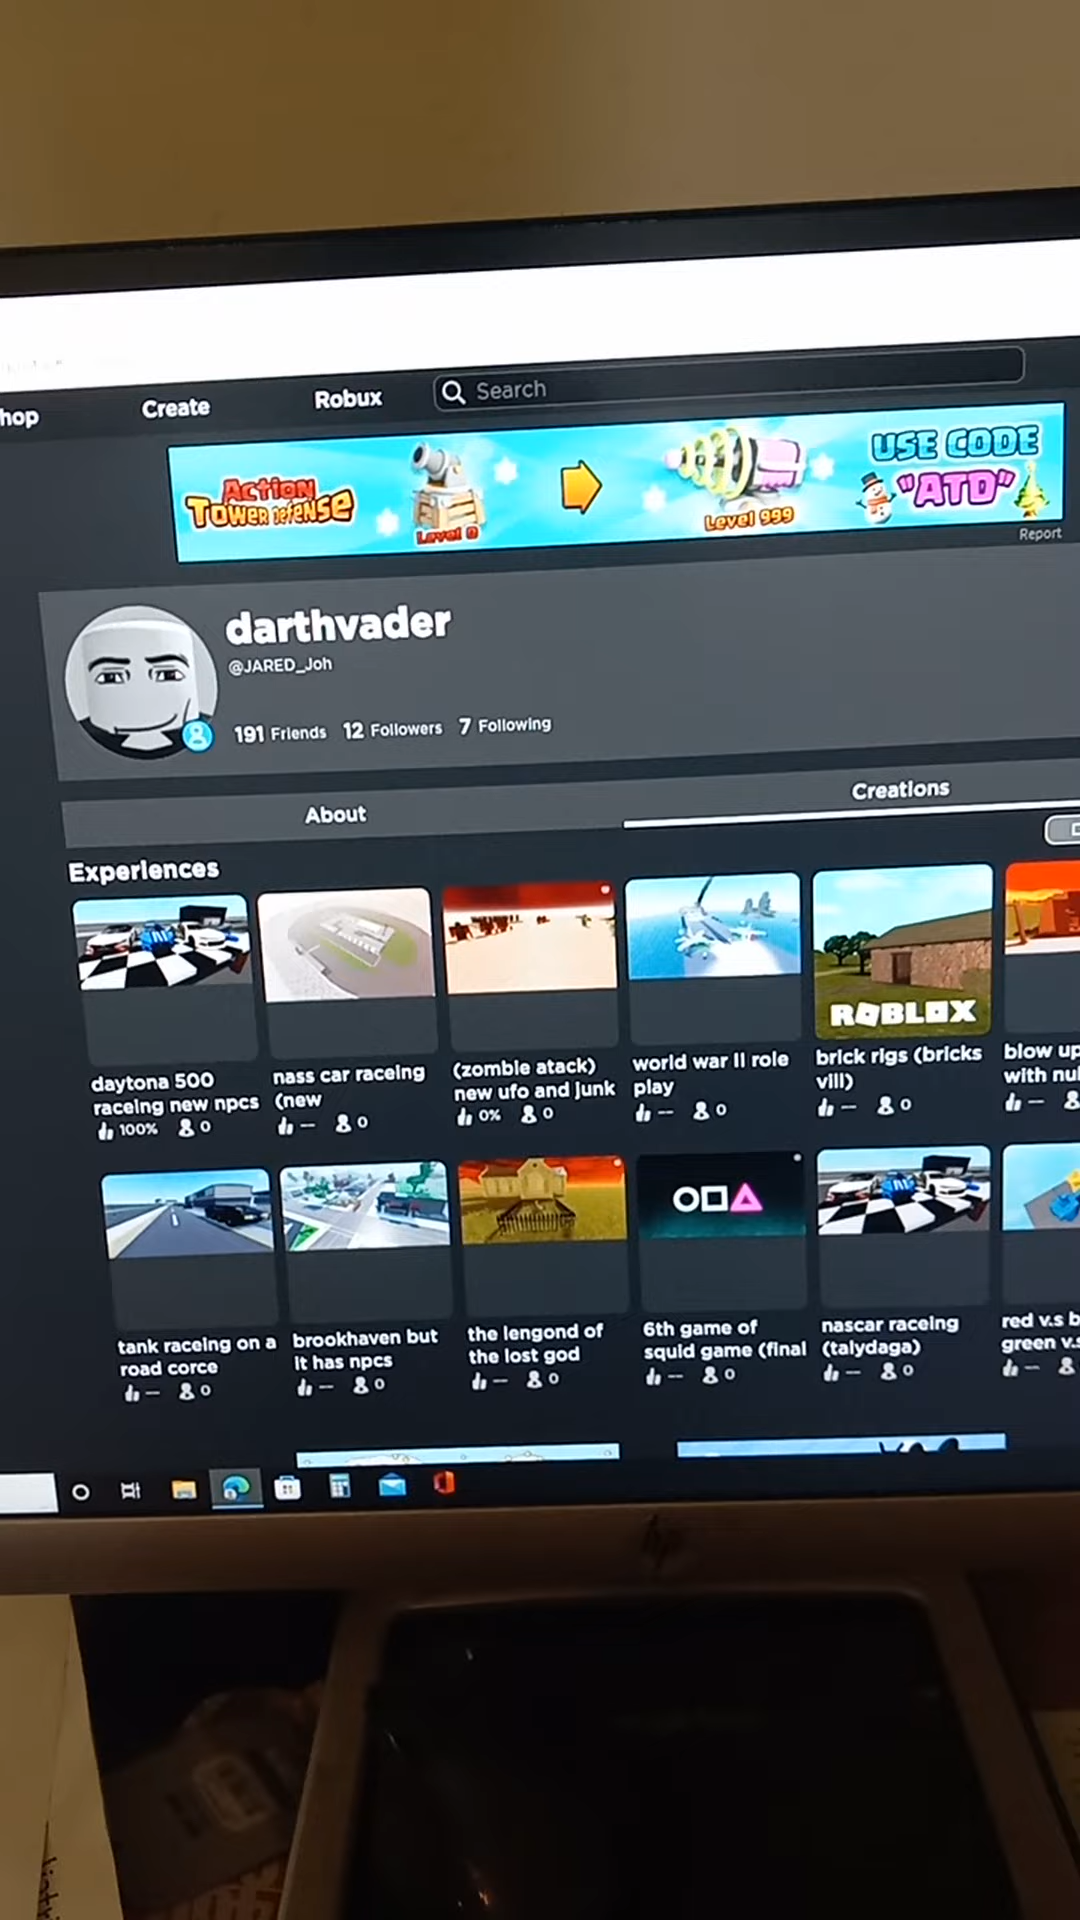 Create Robux Search
Action
Tower Defense
Level 0
Level 999
USE CODE
"ATD"
Report
darthvader
@JARED_Joh
191 Friends 12 Followers 7 Following
About
Creations
Experiences
daytona 500
raceing new npcs
100% 0
nass car raceing
(new
-- 0
(zombie atack)
new ufo and junk
0% 0
world war II role
play
-- 0
ROBLOX
brick rigs (bricks
vill)
-- 0
blow up
with
--
tank raceing on a
road corce
-- 0
brookhaven but
it has npcs
-- 0
the lengond of
the lost god
-- 0
6th game of
squid game (final
-- 0
nascar raceing
(talydaga)
-- 0
red v.s
green
--